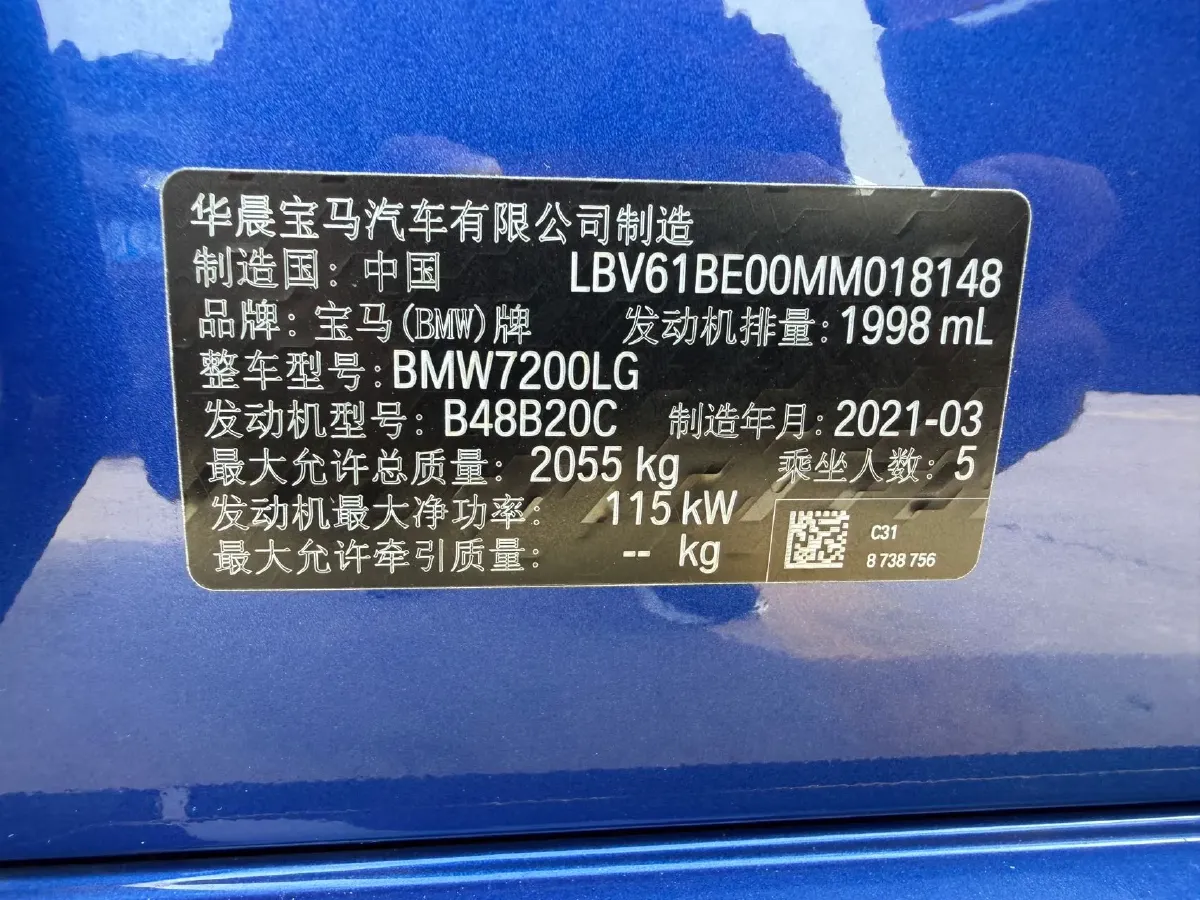 华晨宝马汽车有限公司制造
制造国：中国 LBV61BE00MM018148
品牌：宝马(BMW)牌 发动机排量：1998 mL
整车型号：BMW7200LG
发动机型号：B48B20C 制造年月：2021-03
最大允许总质量：2055 kg 乘坐人数：5
发动机最大净功率： 115 kW
最大允许牵引质量： -- kg
C31
8 738 756